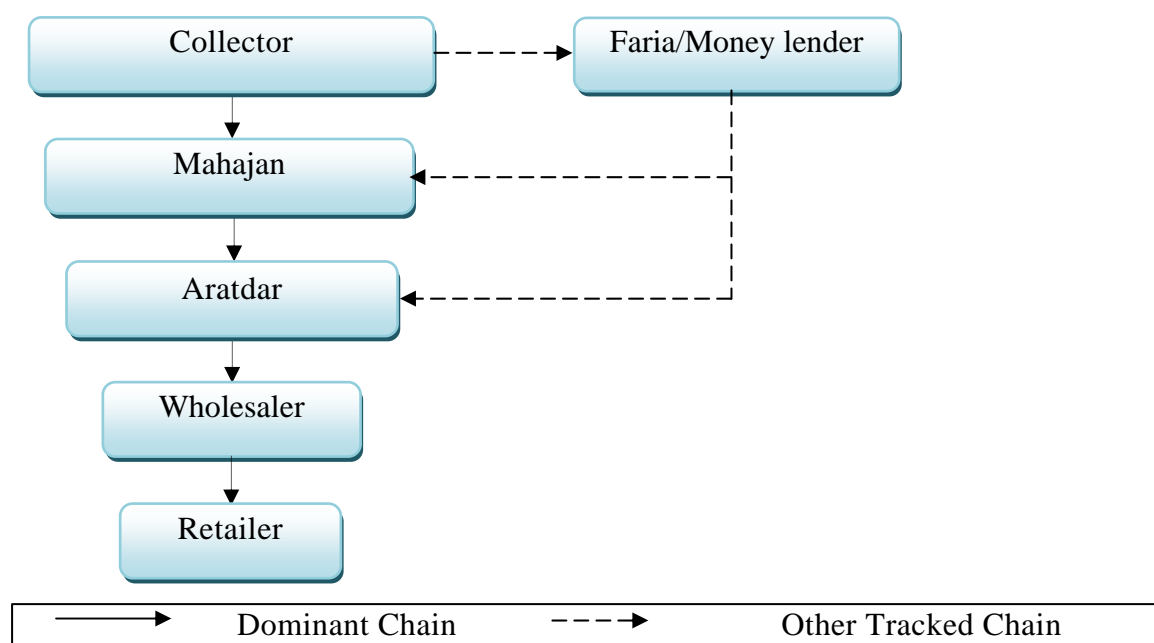 Collector
Faria/Money lender
Mahajan
Aratdar
Wholesaler
Retailer
Dominant Chain
Other Tracked Chain